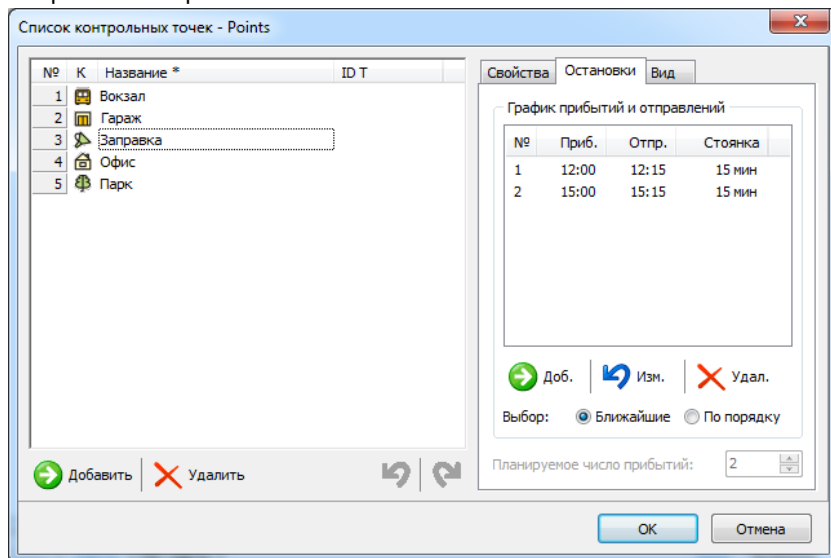 Список контрольных точек - Points
№ К Название * ID T
1 Вокзал
2 Гараж
3 Заправка
4 Офис
5 Парк
Добавить Удалить
Свойства Остановки Вид
График прибытий и отправлений
№ Приб. Отпр. Стоянка
1 12:00 12:15 15 мин
2 15:00 15:15 15 мин
Доб. Изм. Удал.
Выбор: Ближайшие По порядку
Планируемое число прибытий: 2
OK Отмена